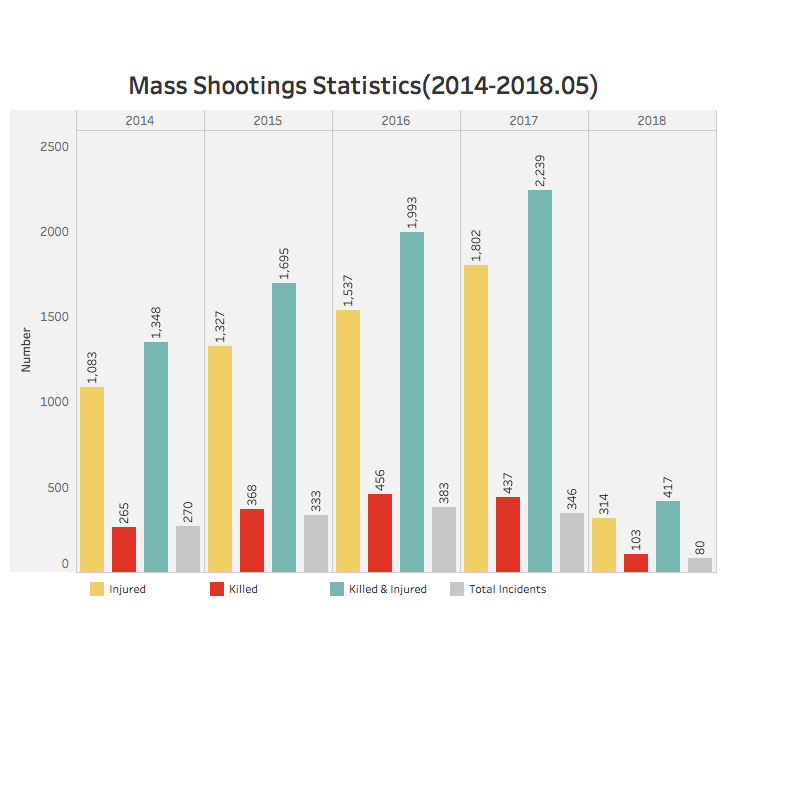 Mass Shootings Statistics(2014-2018.05)
2014 2015 2016 2017 2018
2500
2000
1500
1000
500
0
Number
1,083 265 1,348 270
1,327 368 1,695 333
1,537 456 1,993 383
1,802 437 2,239 346
314 103 417 80
Injured Killed Killed & Injured Total Incidents